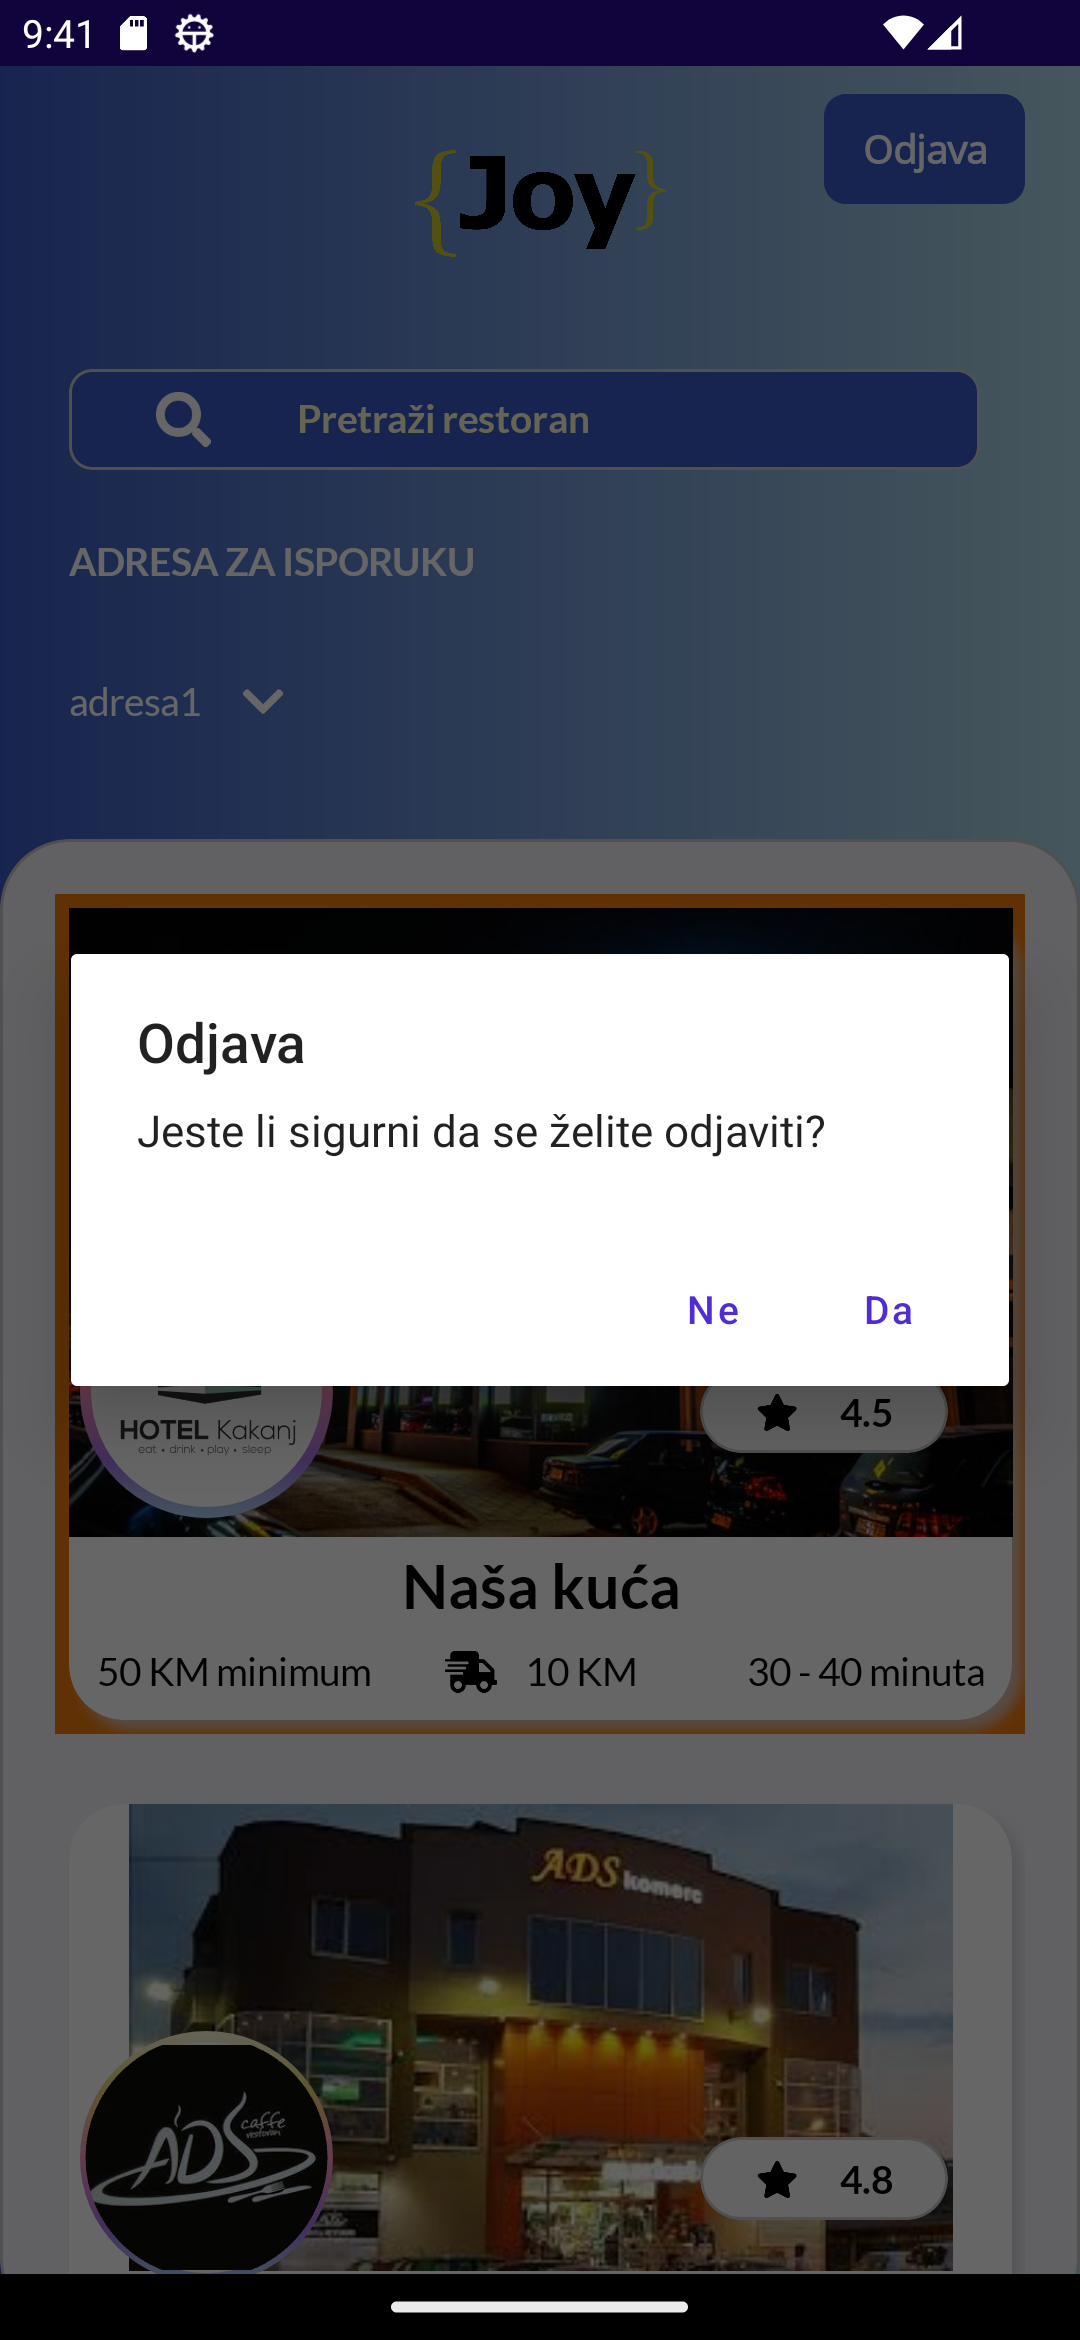 9:41
Odjava
{Joy}
Pretraži restoran
ADRESA ZA ISPORUKU
adresa1
Odjava
Jeste li sigurni da se želite odjaviti?
Ne Da
4.5
HOTEL Kakanj
eat • drink • play • sleep
Naša kuća
50 KM minimum 10 KM 30 - 40 minuta
ADS komerc
ADS caffe restoran
4.8